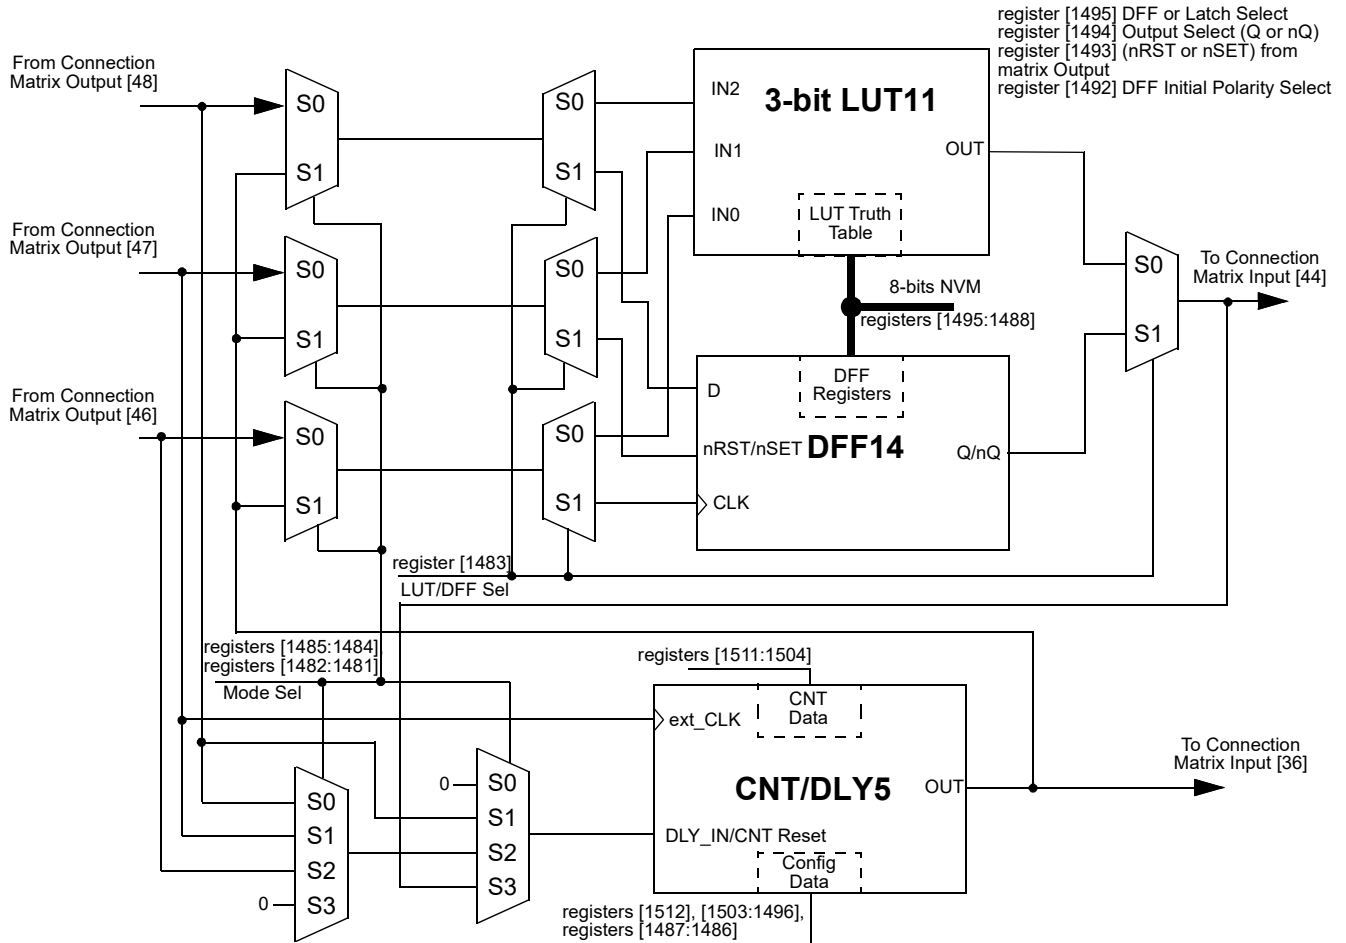 register [1495] DFF or Latch Select
register [1494] Output Select (Q or nQ)
register [1493] (nRST or nSET) from
matrix Output
register [1492] DFF Initial Polarity Select
From Connection
Matrix Output [48]
S0
S1
S0
S1
IN2
3-bit LUT11
IN1
OUT
IN0
LUT Truth
Table
From Connection
Matrix Output [47]
S0
S1
S0
S1
8-bits NVM
registers [1495:1488]
S0
S1
To Connection
Matrix Input [44]
From Connection
Matrix Output [46]
S0
S1
S0
S1
DFF
Registers
D
nRST/nSET
DFF14
Q/nQ
CLK
register [1483]
LUT/DFF Sel
registers [1485:1484],
registers [1482:1481]
Mode Sel
registers [1511:1504]
CNT
Data
ext_CLK
CNT/DLY5
OUT
To Connection
Matrix Input [36]
DLY_IN/CNT Reset
Config
Data
0
S0
S1
S2
S3
S0
S1
S2
0
S3
registers [1512], [1503:1496],
registers [1487:1486]